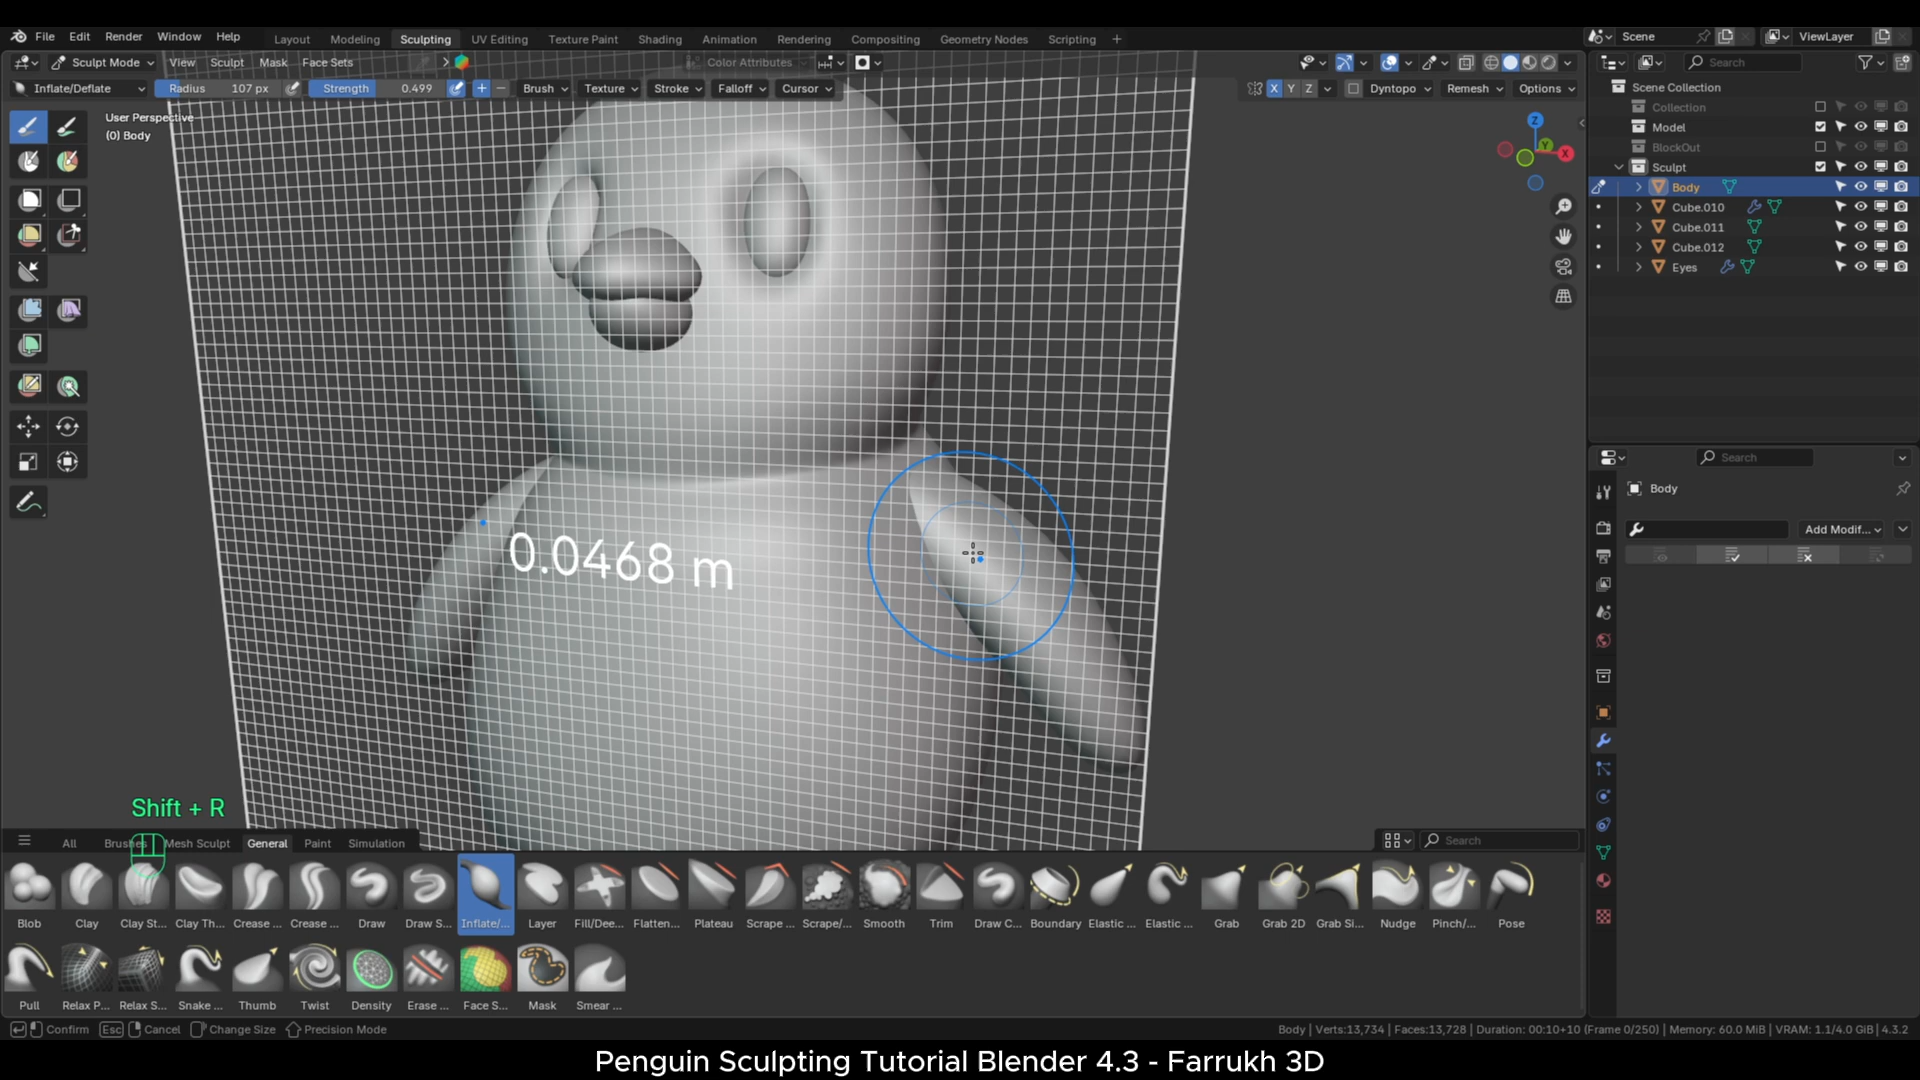 File Edit Render Window Help Layout Modeling Sculpting UV Editing Texture Paint Shading Animation Rendering Compositing Geometry Nodes Scripting + Scene ViewLayer
Sculpt Mode View Sculpt Mask Face Sets Color Attributes Search
Inflate/Deflate Radius 107 px Strength 0.499 + − Brush Texture Stroke Falloff Cursor X Y Z Dyntopo Remesh Options
User Perspective
(0) Body
Z
Y
X
Scene Collection
Collection
Model
BlockOut
Sculpt
Body
Cube.010
Cube.011
Cube.012
Eyes
Search
Body
Add Modif...
0.0468 m
Shift + R
All Brushes Mesh Sculpt General Paint Simulation Search
Blob Clay Clay St... Clay Th... Crease ... Crease ... Draw Draw S... Inflate/... Layer Fill/Dee... Flatten... Plateau Scrape ... Scrape/... Smooth Trim Draw C... Boundary Elastic ... Elastic ... Grab Grab 2D Grab Si... Nudge Pinch/... Pose
Pull Relax P... Relax S... Snake ... Thumb Twist Density Erase ... Face S... Mask Smear ...
Confirm Esc Cancel Change Size Precision Mode Body | Verts:13,734 | Faces:13,728 | Duration: 00:10+10 (Frame 0/250) | Memory: 60.0 MiB | VRAM: 1.1/4.0 GiB | 4.3.2
Penguin Sculpting Tutorial Blender 4.3 - Farrukh 3D